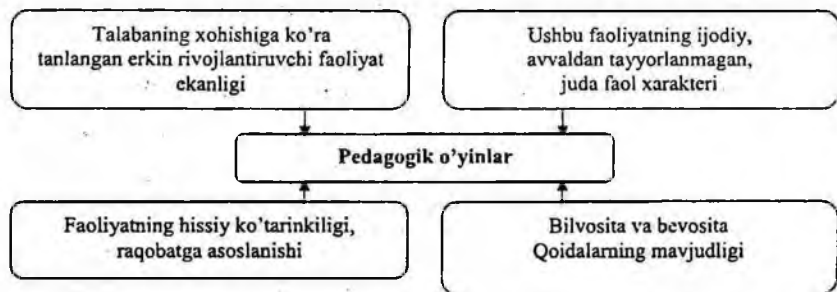 Talabaning xohishiga ko'ra
tanlangan erkin rivojlantiruvchi faoliyat
ekanligi
Ushbu faoliyatning ijodiy,
avvaldan tayyorlanmagan,
juda faol xarakteri
Pedagogik o'yinlar
Faoliyatning hissiy ko'tarinkiligi,
raqobatga asoslanishi
Bilvosita va bevosita
Qoidalarning mavjudligi